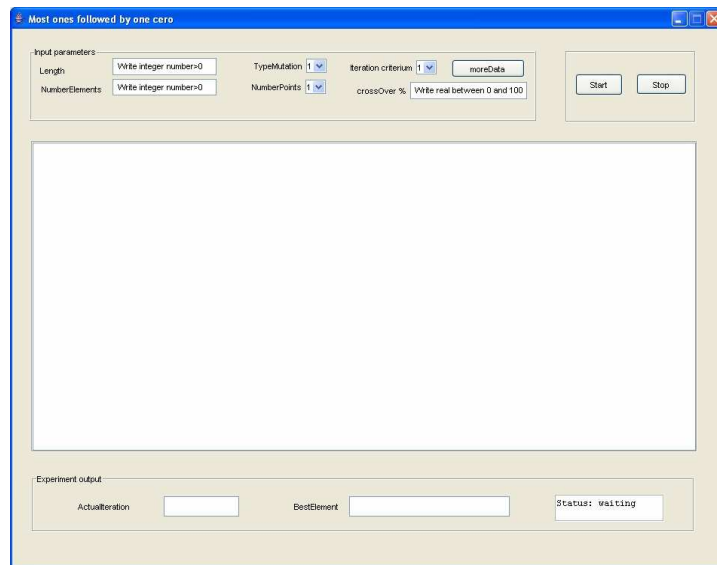 Most ones followed by one cero
Input parameters
Length Write integer number>0 TypeMutation 1 Iteration criterium 1 moreData
NumberElements Write integer number>0 NumberPoints 1 crossOver % Write real between 0 and 100
Start Stop
Experiment output
ActualIteration BestElement Status: waiting